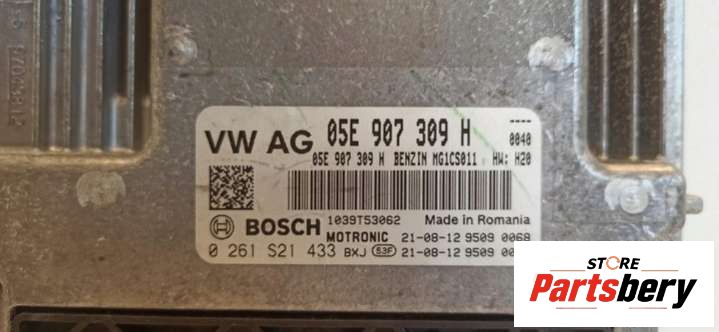 VW AG 05E 907 309 H ----
0040
05E 907 309 H BENZIN MG1CS011 HW: H20
BOSCH 1039T53062 Made in Romania
MOTRONIC 21-08-12 9509 0068
0 261 S21 433 BXJ 53F 21-08-12 9509
STORE
Partsbery